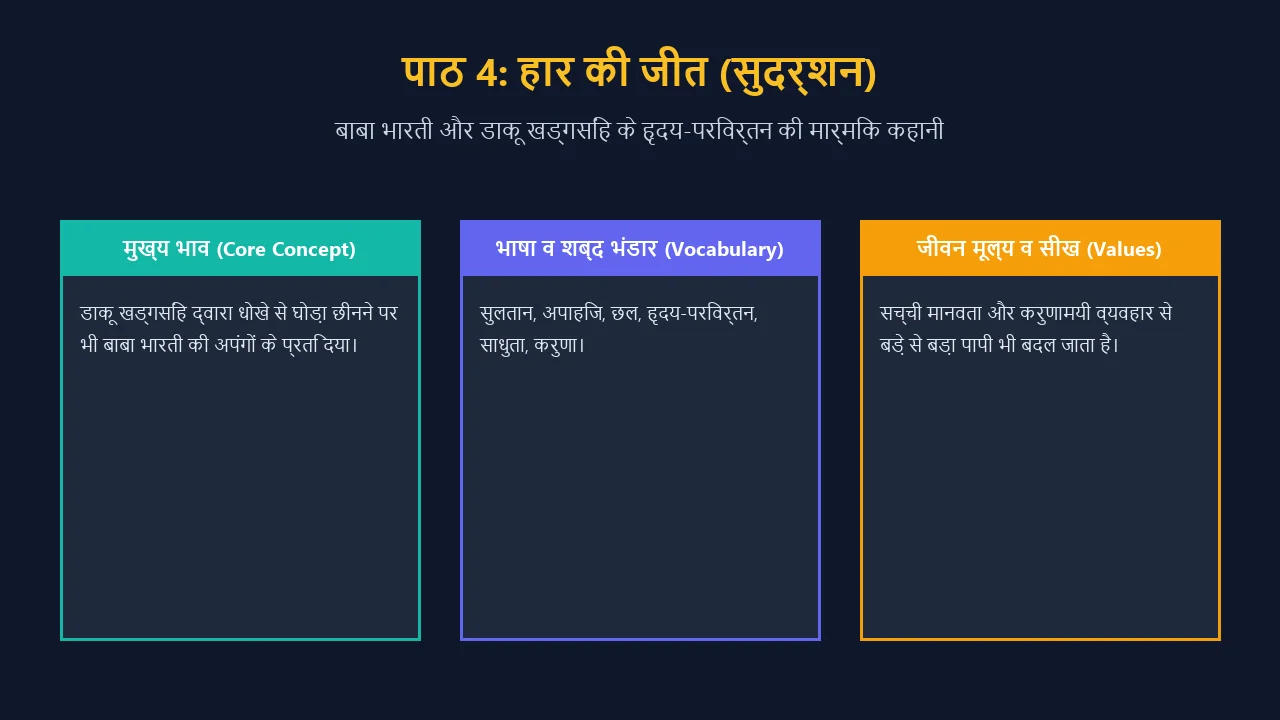 पाठ 4: हार की जीत (सुदर्शन)
बाबा भारती और डाकू खड्गसिंह के हृदय-परिवर्तन की मार्मिक कहानी
मुख्य भाव (Core Concept)
डाकू खड्गसिंह द्वारा धोखे से घोड़ा छीनने पर
भी बाबा भारती की अपंगों के प्रति दया।
भाषा व शब्द भंडार (Vocabulary)
सुलतान, अपाहिज, छल, हृदय-परिवर्तन,
साधुता, करुणा।
जीवन मूल्य व सीख (Values)
सच्ची मानवता और करुणामयी व्यवहार से
बड़े से बड़ा पापी भी बदल जाता है।